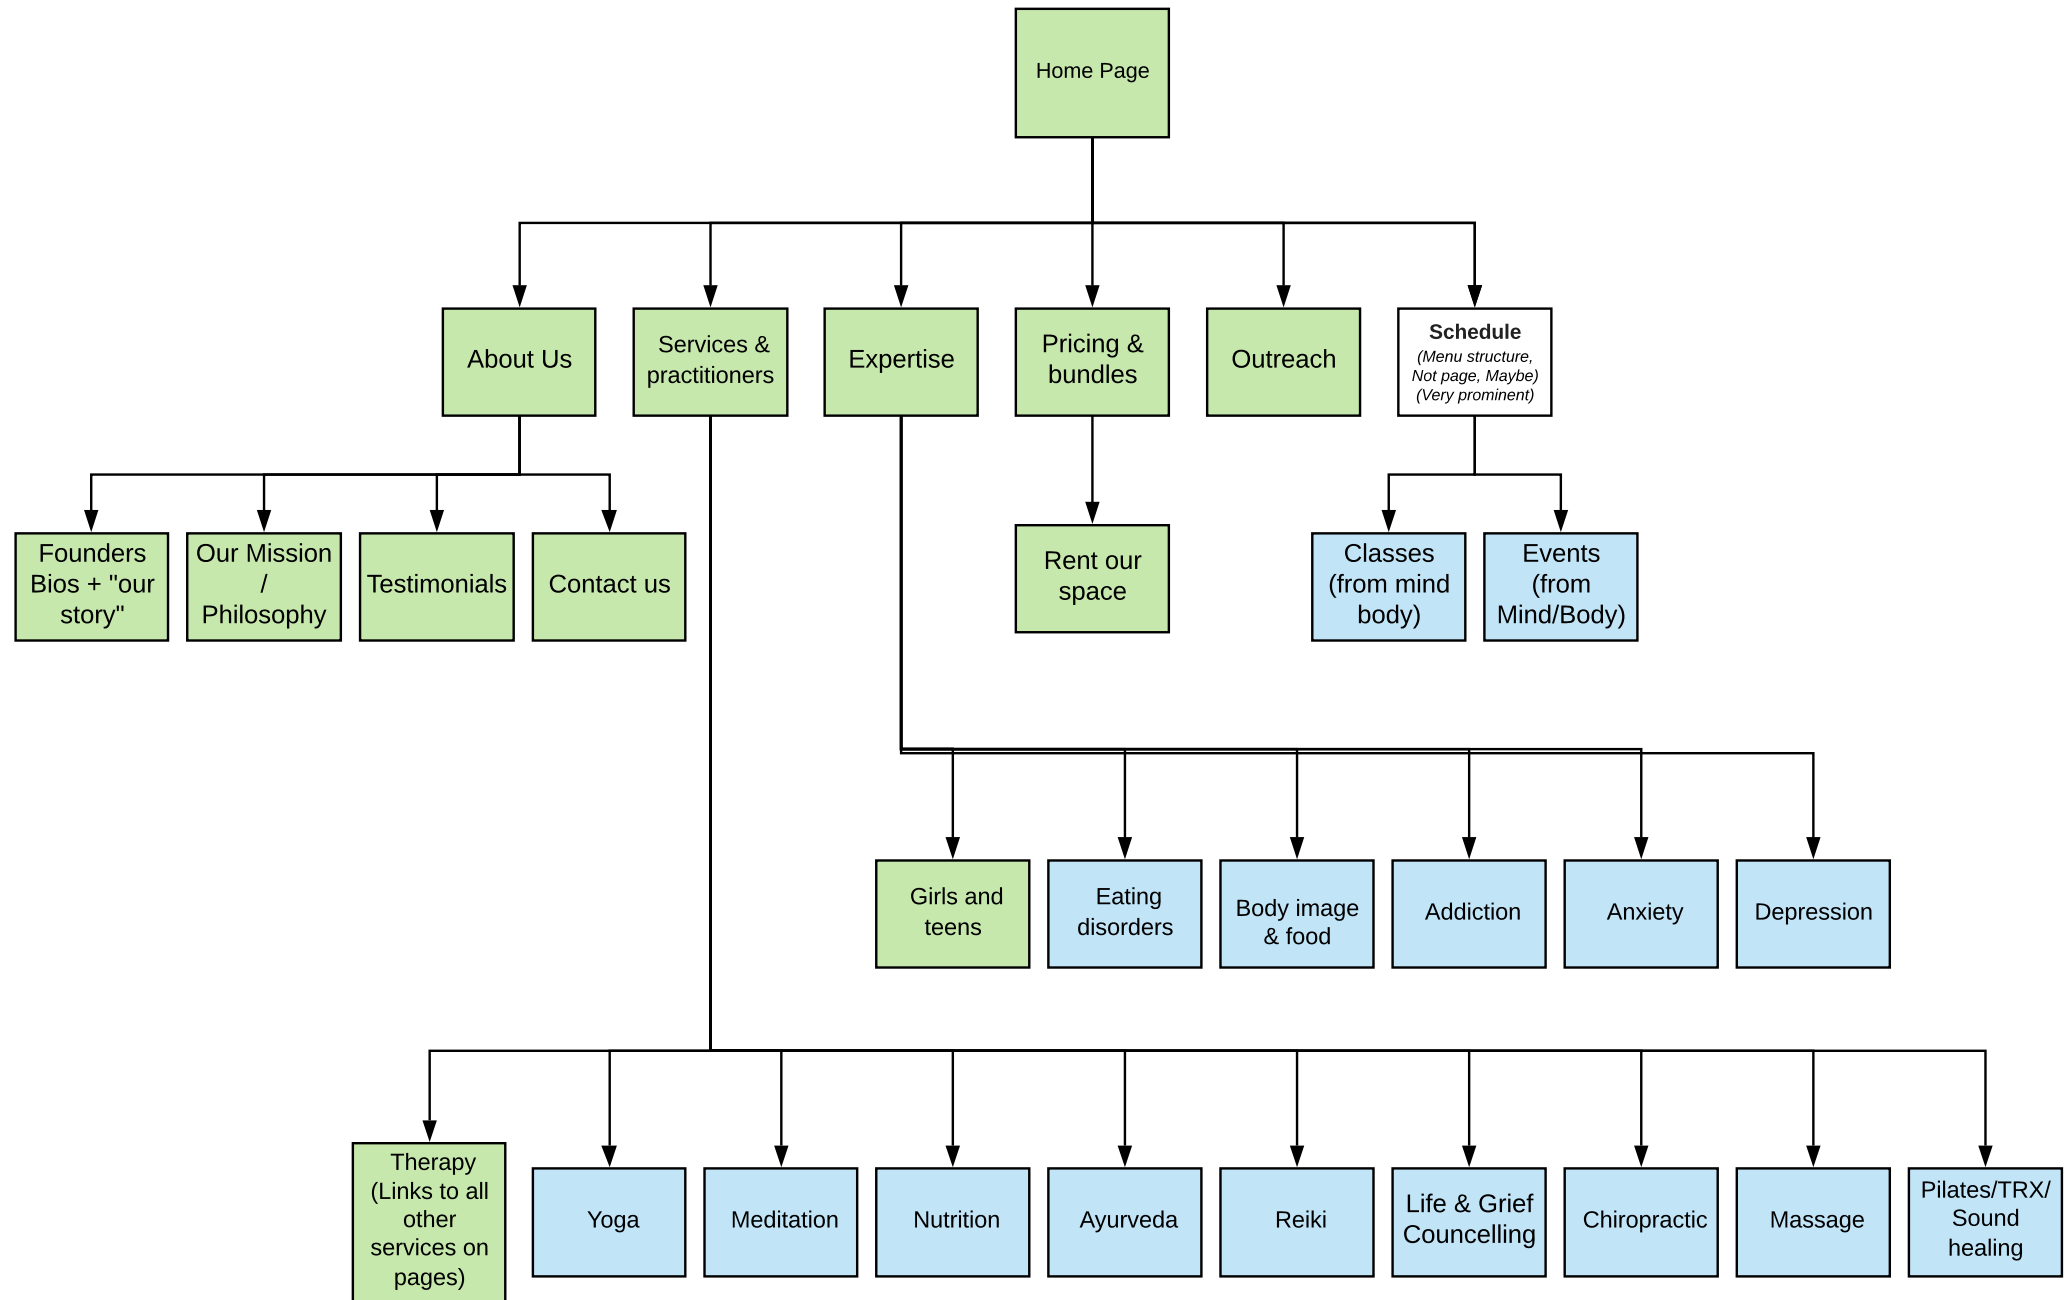 Home Page
About Us
Services &
practitioners
Expertise
Pricing &
bundles
Outreach
Schedule
(Menu structure,
Not page, Maybe)
(Very prominent)
Founders
Bios + "our
story"
Our Mission
/
Philosophy
Testimonials
Contact us
Rent our
space
Classes
(from mind
body)
Events
(from
Mind/Body)
Girls and
teens
Eating
disorders
Body image
& food
Addiction
Anxiety
Depression
Therapy
(Links to all
other
services on
pages)
Yoga
Meditation
Nutrition
Ayurveda
Reiki
Life & Grief
Councelling
Chiropractic
Massage
Pilates/TRX/
Sound
healing